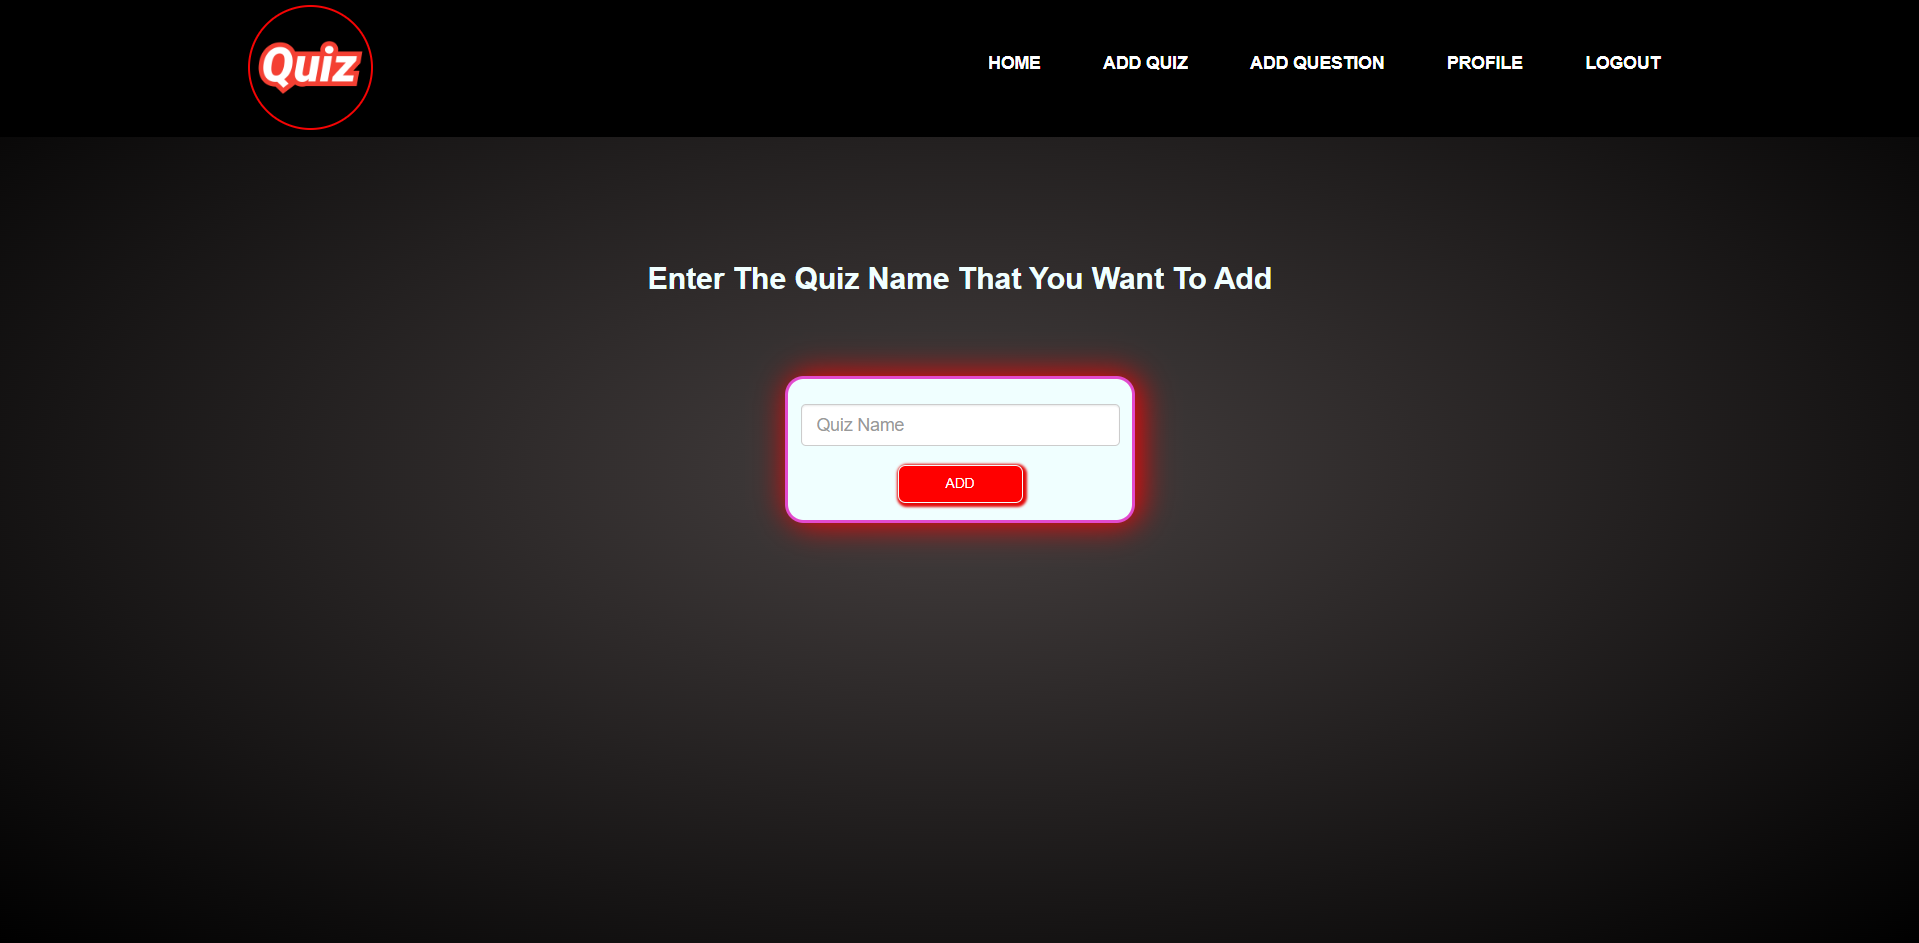 Quiz
HOME ADD QUIZ ADD QUESTION PROFILE LOGOUT
Enter The Quiz Name That You Want To Add
Quiz Name
ADD